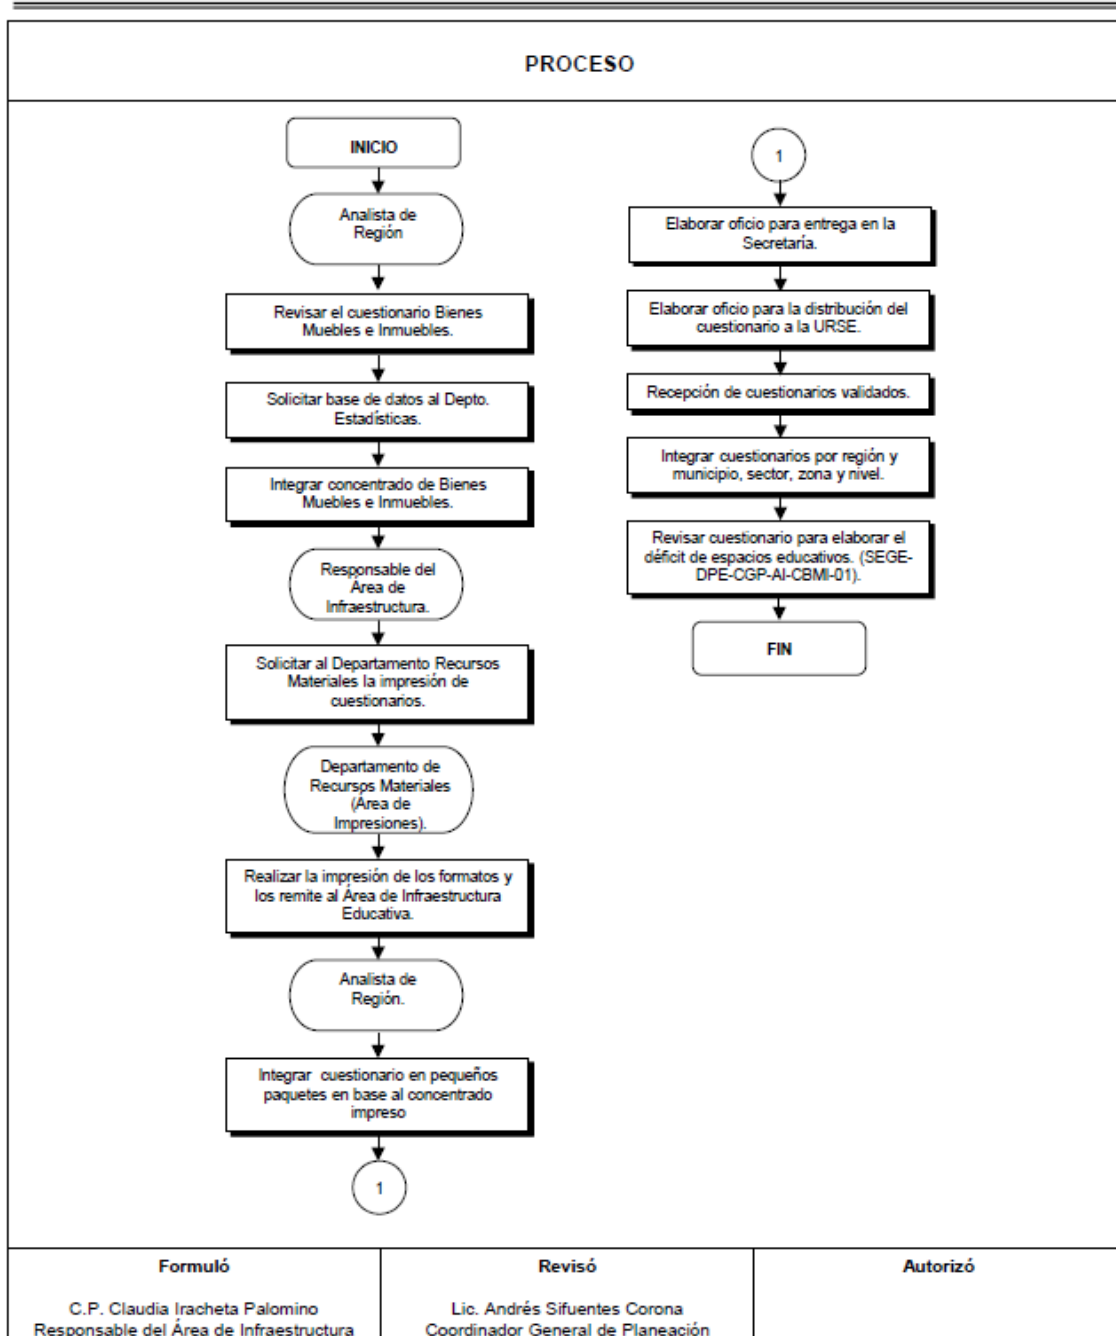 PROCESO
INICIO
Analista de
Región
Revisar el cuestionario Bienes
Muebles e Inmuebles.
Solicitar base de datos al Depto.
Estadísticas.
Integrar concentrado de Bienes
Muebles e Inmuebles.
Responsable del
Área de
Infraestructura.
Solicitar al Departamento Recursos
Materiales la impresión de
cuestionarios.
Departamento de
Recursos Materiales
(Área de
Impresiones).
Realizar la impresión de los formatos y
los remite al Área de Infraestructura
Educativa.
Analista de
Región.
Integrar cuestionario en pequeños
paquetes en base al concentrado
impreso
1
1
Elaborar oficio para entrega en la
Secretaría.
Elaborar oficio para la distribución del
cuestionario a la URSE.
Recepción de cuestionarios validados.
Integrar cuestionarios por región y
municipio, sector, zona y nivel.
Revisar cuestionario para elaborar el
déficit de espacios educativos. (SEGE-
DPE-CGP-AI-CBMI-01).
FIN
Formuló
C.P. Claudia Iracheta Palomino
Responsable del Área de Infraestructura
Revisó
Lic. Andrés Sifuentes Corona
Coordinador General de Planeación
Autorizó